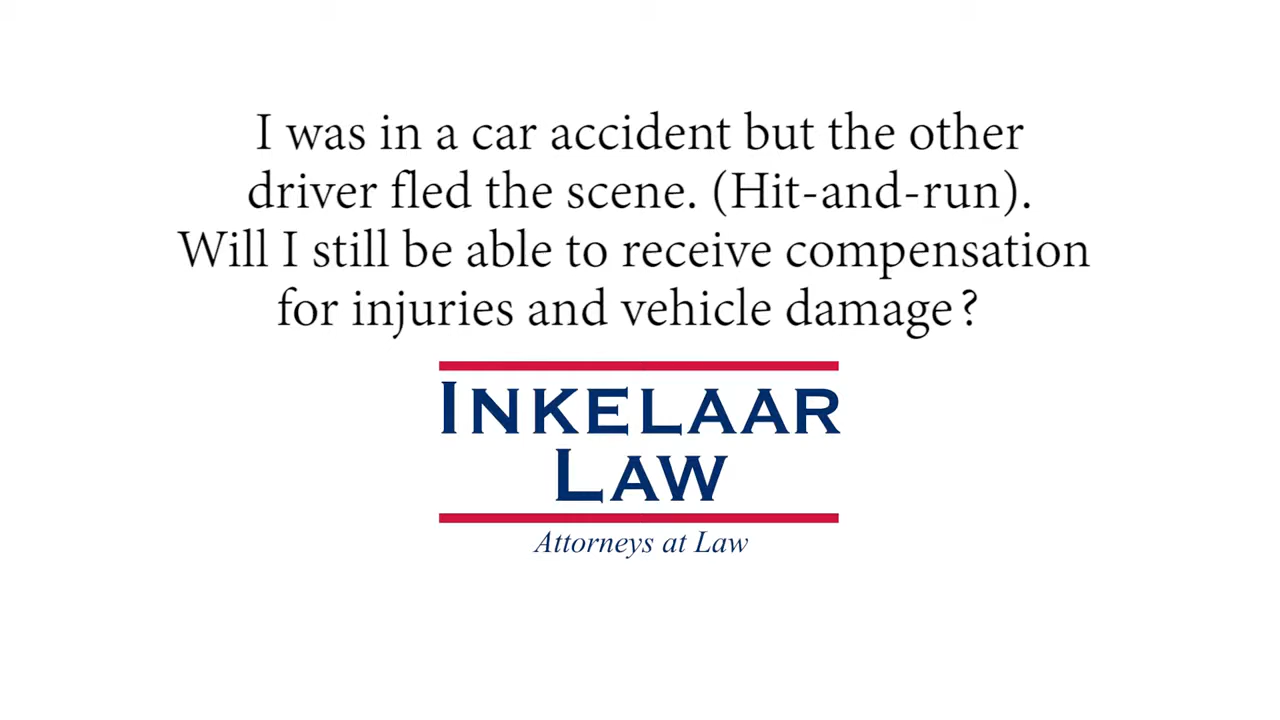 I was in a car accident but the other
driver fled the scene. (Hit-and-run).
Will I still be able to receive compensation
for injuries and vehicle damage?
INKELAAR
LAW
Attorneys at Law